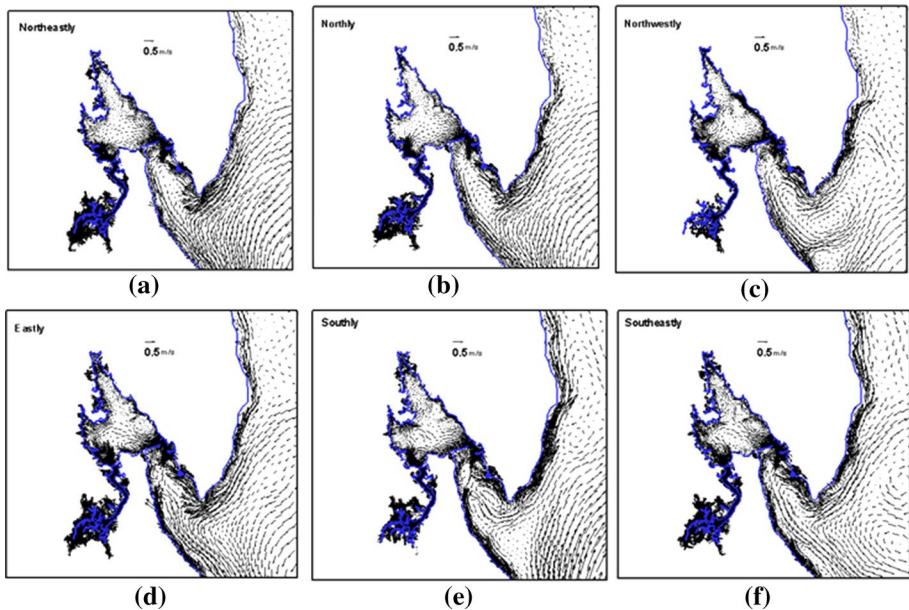 Northeastly
0.5 m/s
Northly
0.5 m/s
Northwestly
0.5 m/s
(a)
(b)
(c)
Eastly
0.5 m/s
Southly
0.5 m/s
Southeastly
0.5 m/s
(d)
(e)
(f)